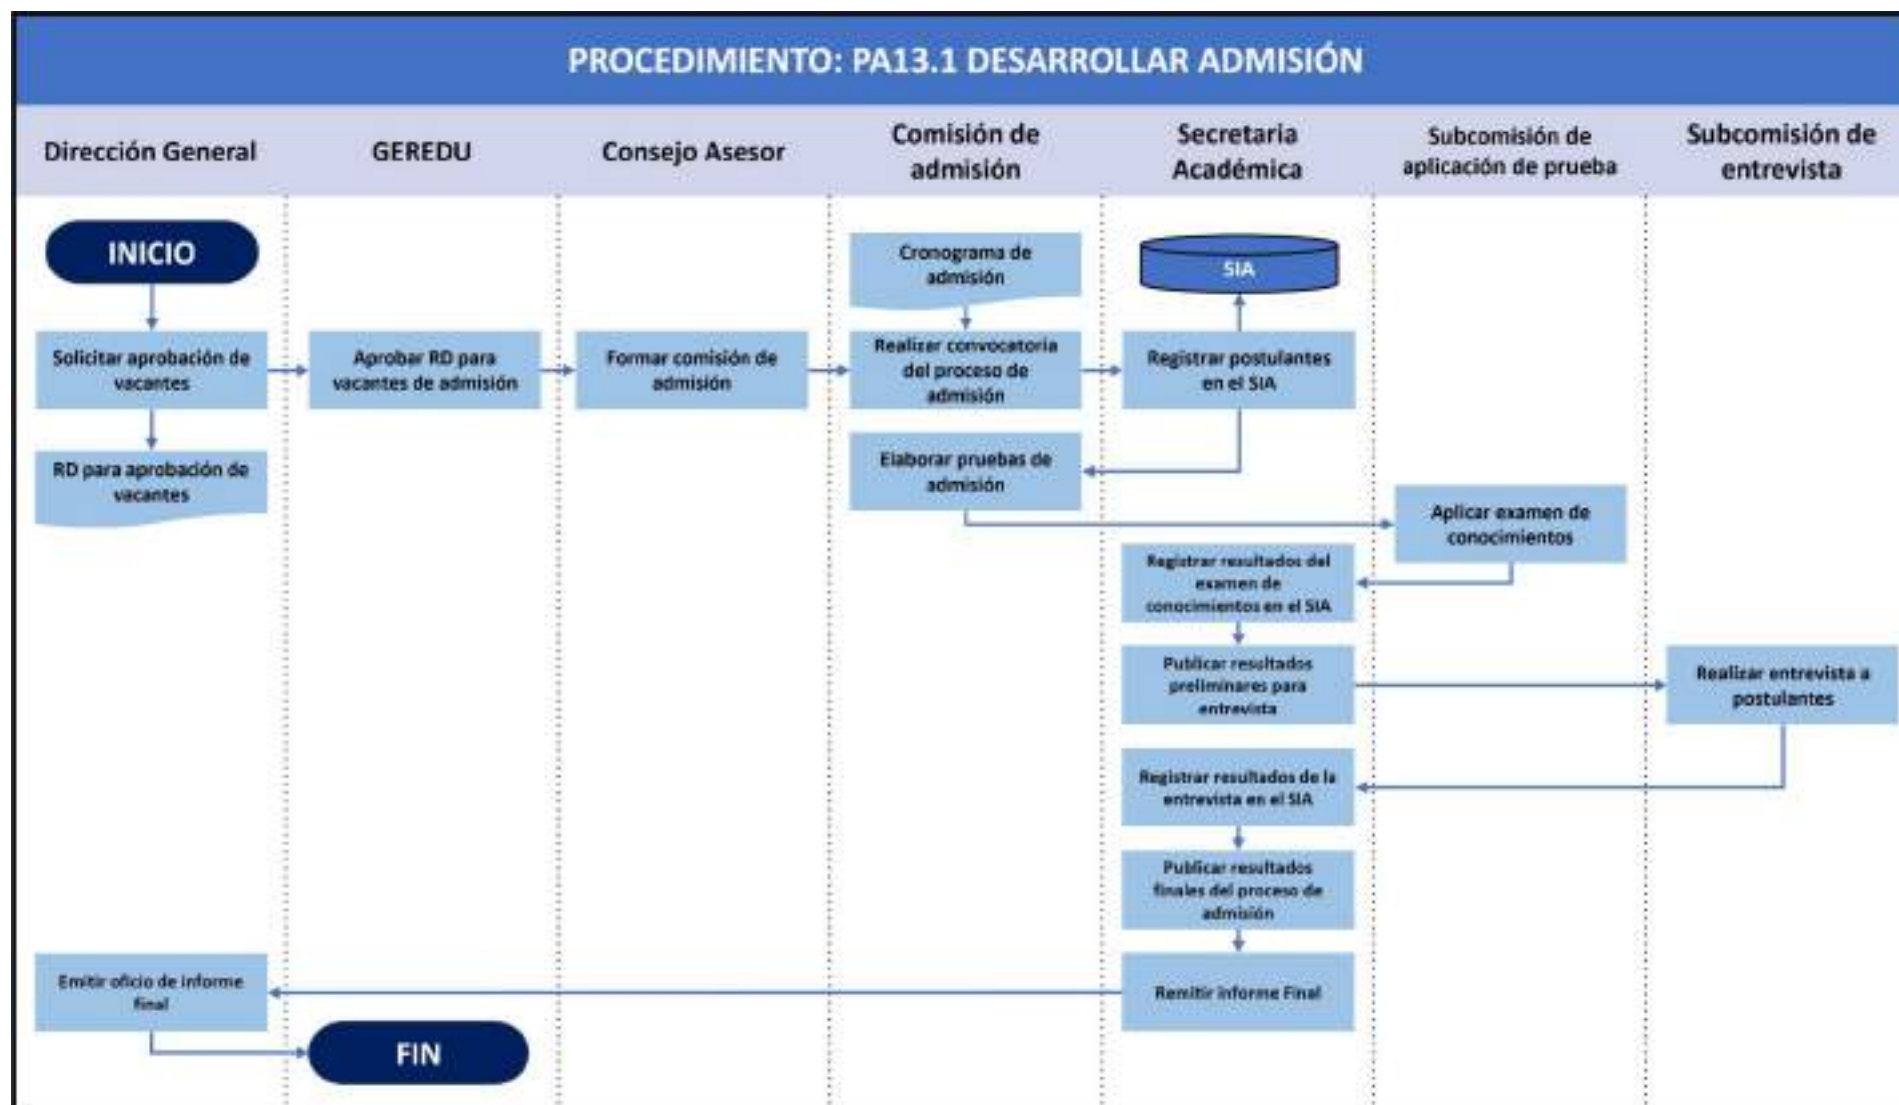 PROCEDIMIENTO: PA13.1 DESARROLLAR ADMISIÓN
Dirección General
GEREDU
Consejo Asesor
Comisión de
admisión
Secretaria
Académica
Subcomisión de
aplicación de prueba
Subcomisión de
entrevista
INICIO
Cronograma de
admisión
SIA
Solicitar aprobación de
vacantes
Aprobar RD para
vacantes de admisión
Formar comisión de
admisión
Realizar convocatoria
del proceso de
admisión
Registrar postulantes
en el SIA
RD para aprobación de
vacantes
Elaborar pruebas de
admisión
Aplicar examen de
conocimientos
Registrar resultados del
examen de
conocimientos en el SIA
Publicar resultados
preliminares para
entrevista
Realizar entrevista a
postulantes
Registrar resultados de la
entrevista en el SIA
Publicar resultados
finales del proceso de
admisión
Emitir oficio de informe
final
Remitir informe Final
FIN